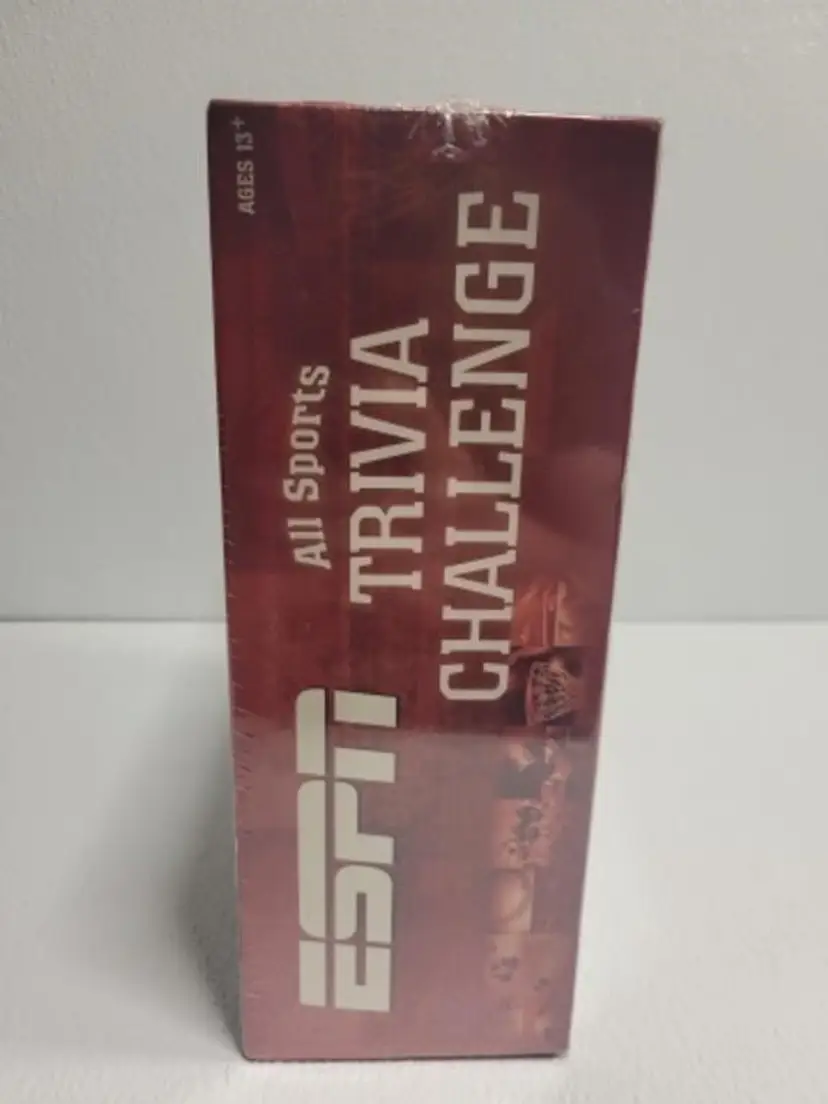 ESPN
All Sports
TRIVIA
CHALLENGE
AGES 13+